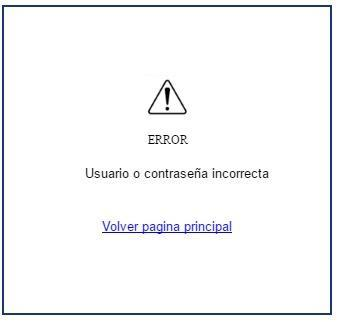 ERROR
Usuario o contraseña incorrecta
Volver pagina principal